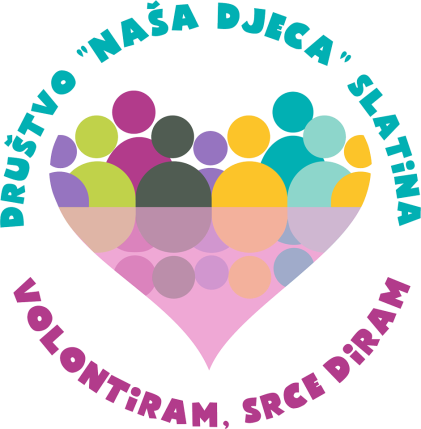 DRUŠTVO "NAŠA DJECA" SLATiNA
VOLONTiRAM, SRCE DiRAM